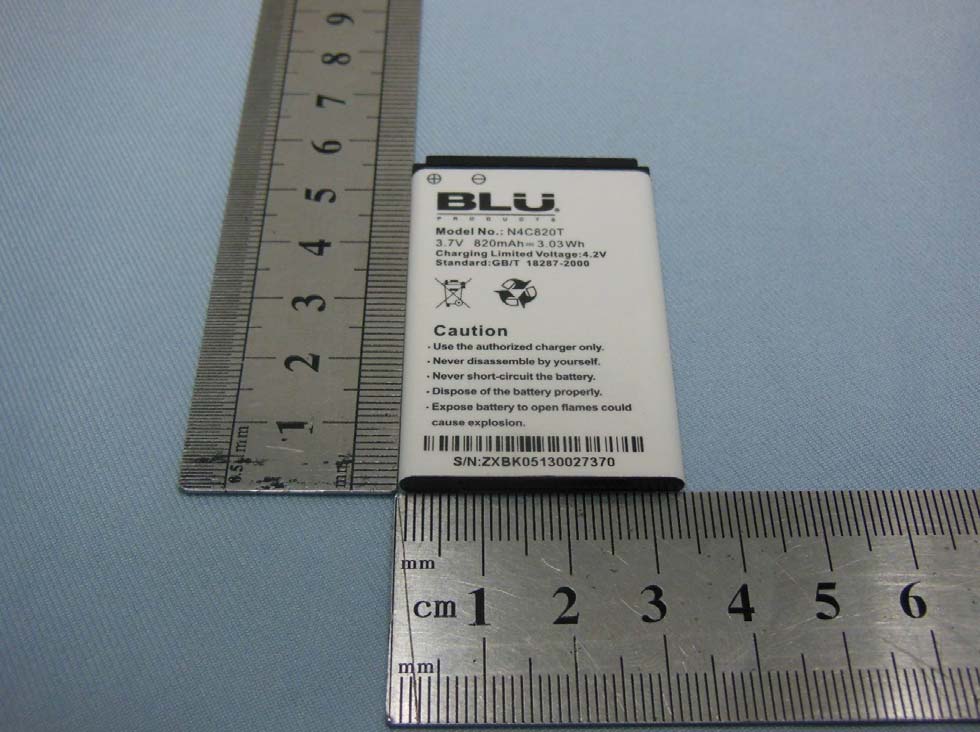 9
8
7
6
5
4
3
2
1
0.5mm
mm
⊕ ⊖
BLU
PRODUCTS
Model No.: N4C820T
3.7V 820mAh=3.03Wh
Charging Limited Voltage:4.2V
Standard:GB/T 18287-2000
Caution
· Use the authorized charger only.
· Never disassemble by yourself.
· Never short-circuit the battery.
· Dispose of the battery properly.
· Expose battery to open flames could
cause explosion.
S/N:ZXBK05130027370
mm
cm 1 2 3 4 5 6
mm